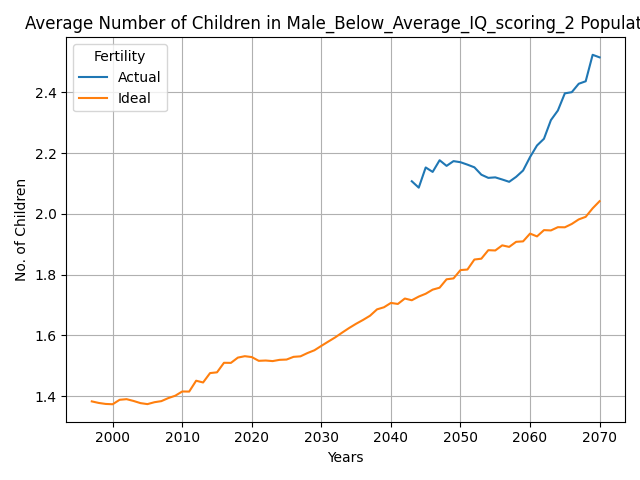 Average Number of Children in Male_Below_Average_IQ_scoring_2 Populat
Fertility
Actual
Ideal
No. of Children
2.4
2.2
2.0
1.8
1.6
1.4
2000 2010 2020 2030 2040 2050 2060 2070
Years